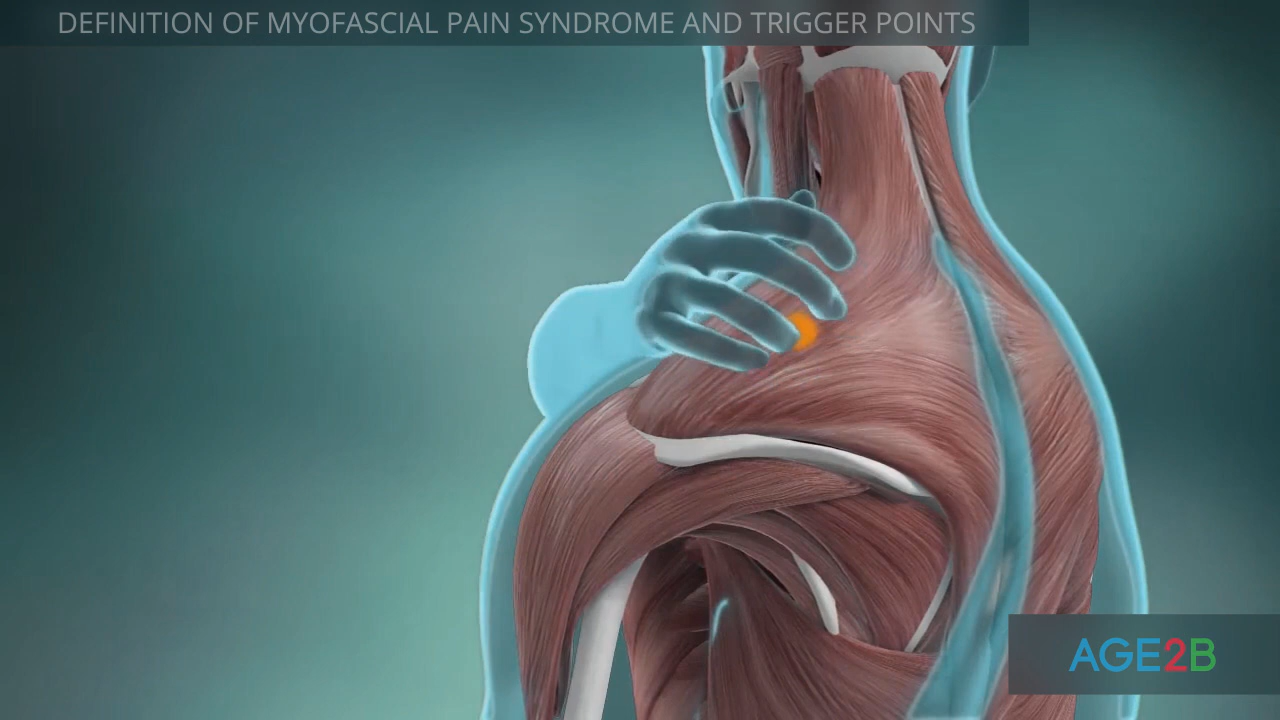 DEFINITION OF MYOFASCIAL PAIN SYNDROME AND TRIGGER POINTS
AGE2B